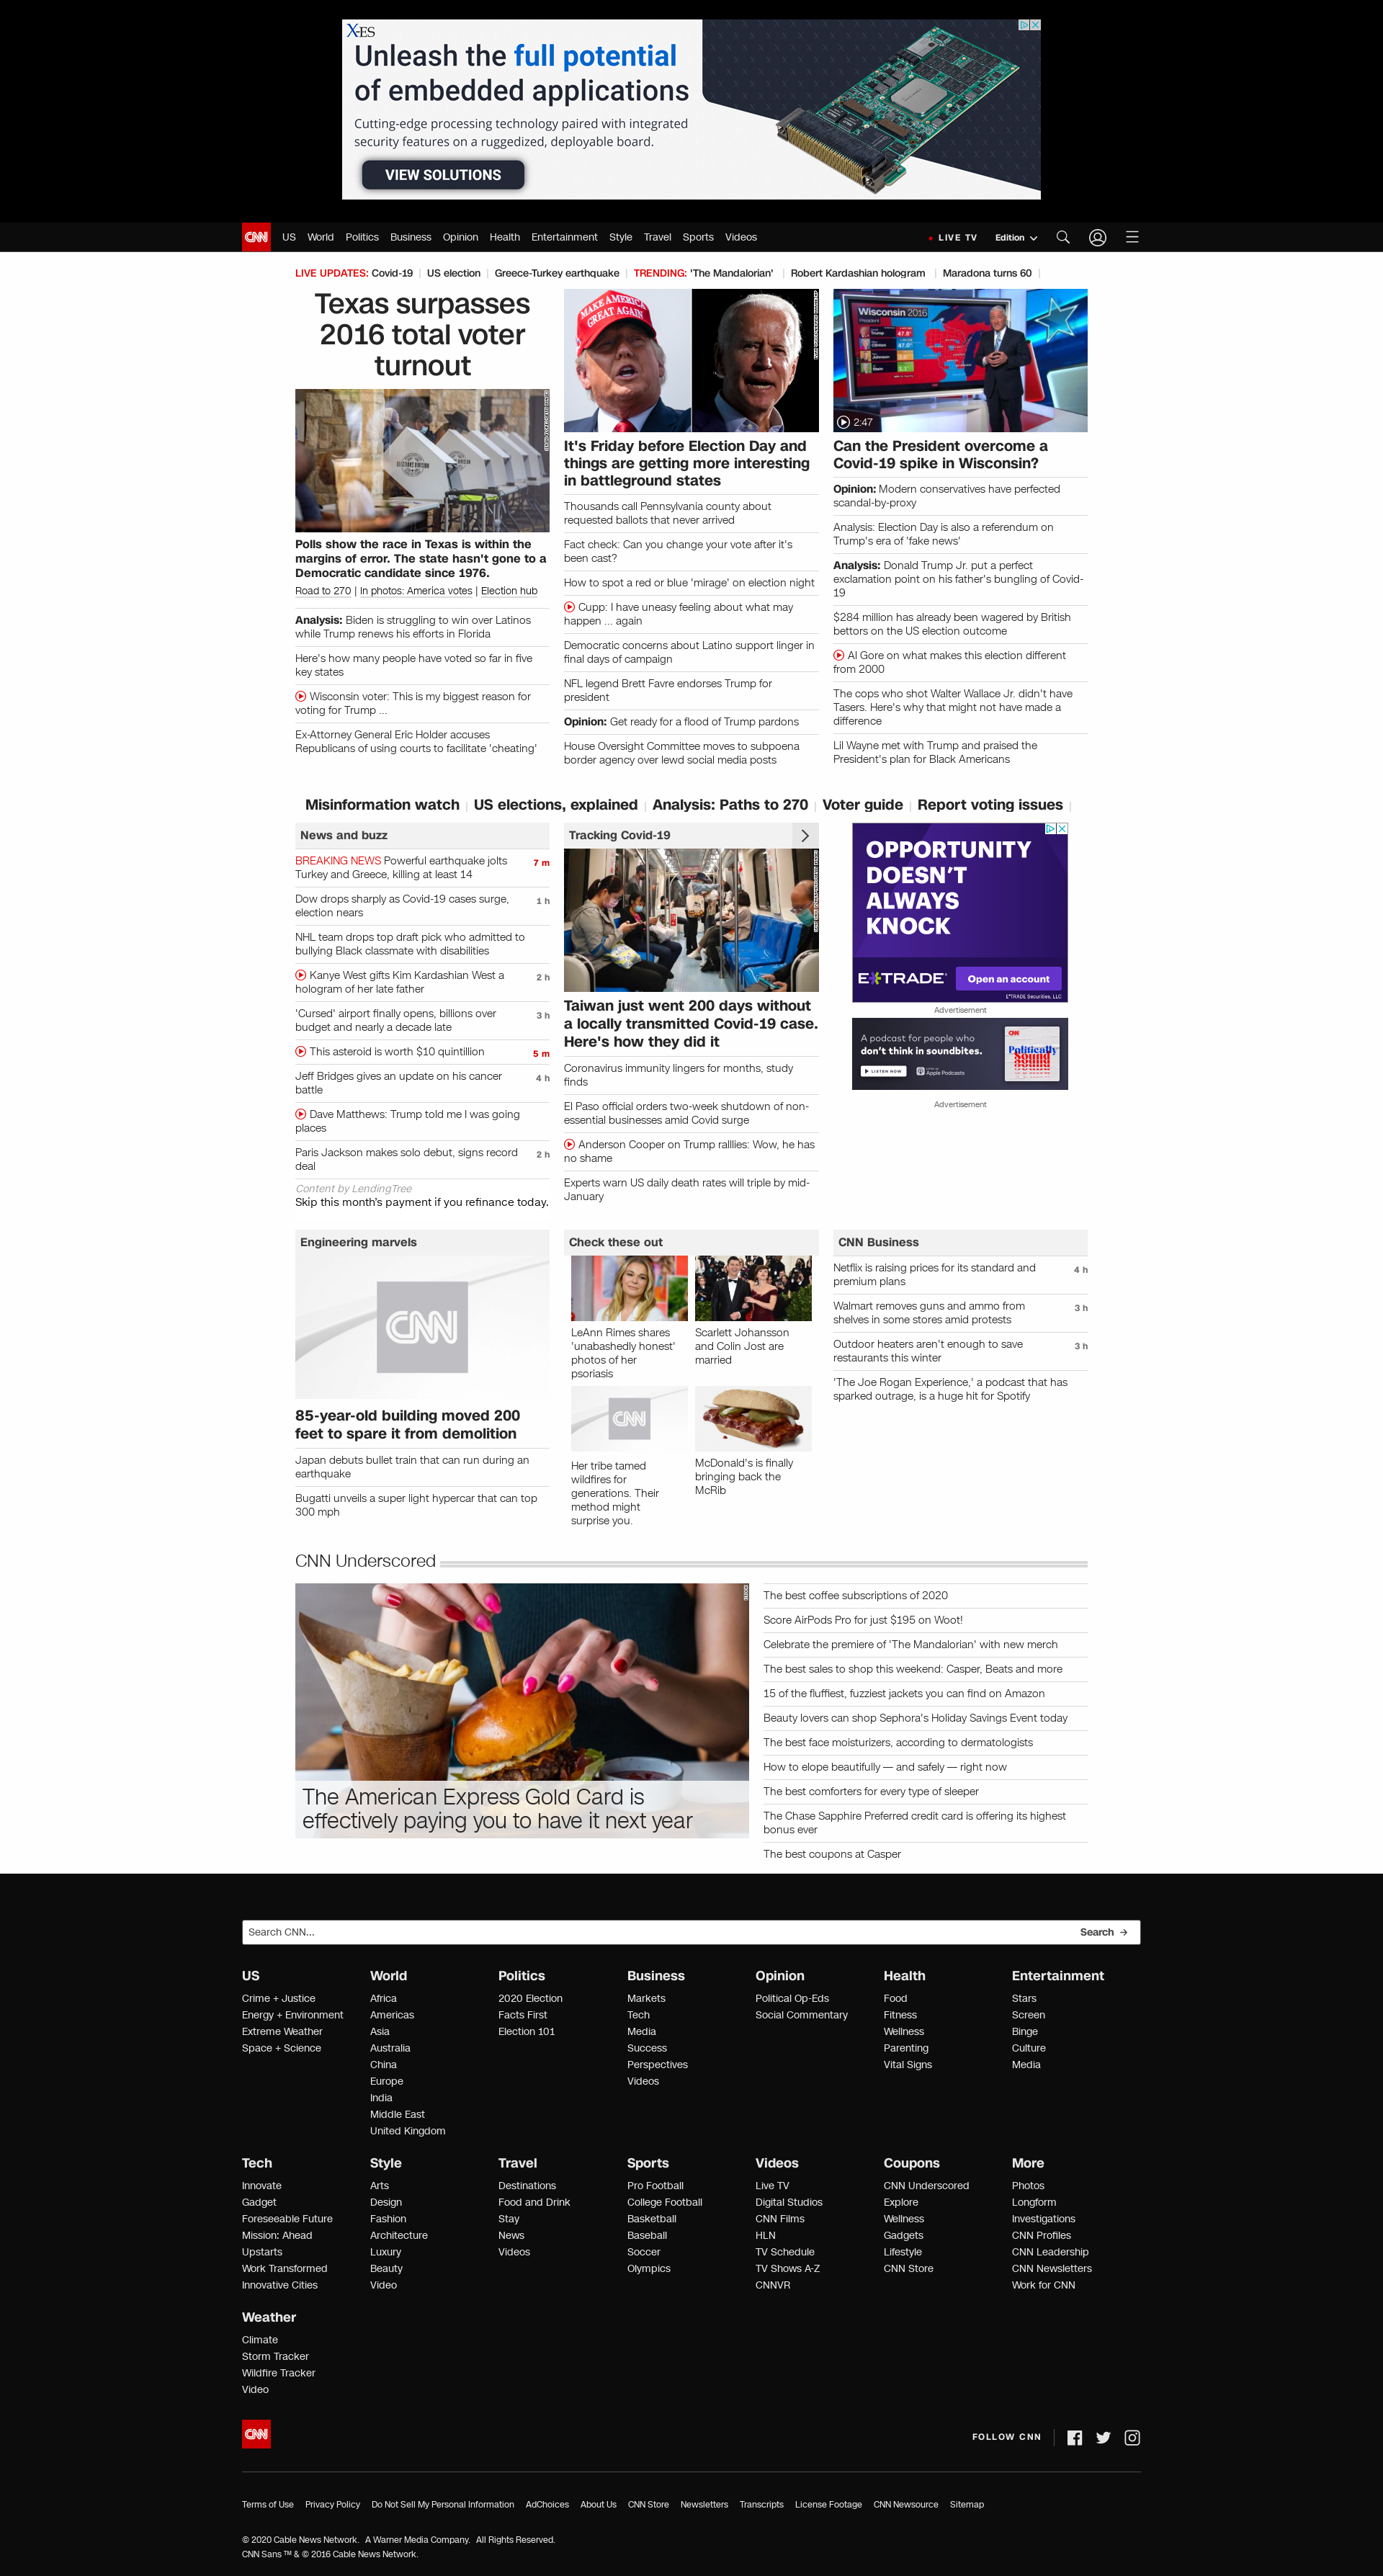 X-ES
Unleash the full potential
of embedded applications
Cutting-edge processing technology paired with integrated
security features on a ruggedized, deployable board.
VIEW SOLUTIONS
CNN
US World Politics Business Opinion Health Entertainment Style Travel Sports Videos
LIVE TV Edition
LIVE UPDATES: Covid-19 | US election | Greece-Turkey earthquake | TRENDING: 'The Mandalorian' | Robert Kardashian hologram | Maradona turns 60 |
Texas surpasses
2016 total voter
turnout
Polls show the race in Texas is within the
margins of error. The state hasn't gone to a
Democratic candidate since 1976.
Road to 270 | In photos: America votes | Election hub
Analysis: Biden is struggling to win over Latinos
while Trump renews his efforts in Florida
Here's how many people have voted so far in five
key states
Wisconsin voter: This is my biggest reason for
voting for Trump ...
Ex-Attorney General Eric Holder accuses
Republicans of using courts to facilitate 'cheating'
MAKE AMERICA
GREAT AGAIN
It's Friday before Election Day and
things are getting more interesting
in battleground states
Thousands call Pennsylvania county about
requested ballots that never arrived
Fact check: Can you change your vote after it's
been cast?
How to spot a red or blue 'mirage' on election night
Cupp: I have uneasy feeling about what may
happen ... again
Democratic concerns about Latino support linger in
final days of campaign
NFL legend Brett Favre endorses Trump for
president
Opinion: Get ready for a flood of Trump pardons
House Oversight Committee moves to subpoena
border agency over lewd social media posts
Wisconsin 2016
2:47
Can the President overcome a
Covid-19 spike in Wisconsin?
Opinion: Modern conservatives have perfected
scandal-by-proxy
Analysis: Election Day is also a referendum on
Trump's era of 'fake news'
Analysis: Donald Trump Jr. put a perfect
exclamation point on his father's bungling of Covid-
19
$284 million has already been wagered by British
bettors on the US election outcome
Al Gore on what makes this election different
from 2000
The cops who shot Walter Wallace Jr. didn't have
Tasers. Here's why that might not have made a
difference
Lil Wayne met with Trump and praised the
President's plan for Black Americans
Misinformation watch | US elections, explained | Analysis: Paths to 270 | Voter guide | Report voting issues |
News and buzz
BREAKING NEWS Powerful earthquake jolts 7 m
Turkey and Greece, killing at least 14
Dow drops sharply as Covid-19 cases surge, 1 h
election nears
NHL team drops top draft pick who admitted to
bullying Black classmate with disabilities
Kanye West gifts Kim Kardashian West a 2 h
hologram of her late father
'Cursed' airport finally opens, billions over 3 h
budget and nearly a decade late
This asteroid is worth $10 quintillion 5 m
Jeff Bridges gives an update on his cancer 4 h
battle
Dave Matthews: Trump told me I was going
places
Paris Jackson makes solo debut, signs record 2 h
deal
Content by LendingTree
Skip this month's payment if you refinance today.
Tracking Covid-19
Taiwan just went 200 days without
a locally transmitted Covid-19 case.
Here's how they did it
Coronavirus immunity lingers for months, study
finds
El Paso official orders two-week shutdown of non-
essential businesses amid Covid surge
Anderson Cooper on Trump ralllies: Wow, he has
no shame
Experts warn US daily death rates will triple by mid-
January
OPPORTUNITY
DOESN'T
ALWAYS
KNOCK
E*TRADE Open an account
E*TRADE Securities, LLC
Advertisement
A podcast for people who
don't think in soundbites.
LISTEN NOW Apple Podcasts
CNN
Politically
Sound
Advertisement
Engineering marvels
CNN
85-year-old building moved 200
feet to spare it from demolition
Japan debuts bullet train that can run during an
earthquake
Bugatti unveils a super light hypercar that can top
300 mph
Check these out
LeAnn Rimes shares
'unabashedly honest'
photos of her
psoriasis
Scarlett Johansson
and Colin Jost are
married
CNN
Her tribe tamed
wildfires for
generations. Their
method might
surprise you.
McDonald's is finally
bringing back the
McRib
CNN Business
Netflix is raising prices for its standard and 4 h
premium plans
Walmart removes guns and ammo from 3 h
shelves in some stores amid protests
Outdoor heaters aren't enough to save 3 h
restaurants this winter
'The Joe Rogan Experience,' a podcast that has
sparked outrage, is a huge hit for Spotify
CNN Underscored
The American Express Gold Card is
effectively paying you to have it next year
The best coffee subscriptions of 2020
Score AirPods Pro for just $195 on Woot!
Celebrate the premiere of 'The Mandalorian' with new merch
The best sales to shop this weekend: Casper, Beats and more
15 of the fluffiest, fuzziest jackets you can find on Amazon
Beauty lovers can shop Sephora's Holiday Savings Event today
The best face moisturizers, according to dermatologists
How to elope beautifully — and safely — right now
The best comforters for every type of sleeper
The Chase Sapphire Preferred credit card is offering its highest
bonus ever
The best coupons at Casper
Search CNN... Search →
US
Crime + Justice
Energy + Environment
Extreme Weather
Space + Science
World
Africa
Americas
Asia
Australia
China
Europe
India
Middle East
United Kingdom
Politics
2020 Election
Facts First
Election 101
Business
Markets
Tech
Media
Success
Perspectives
Videos
Opinion
Political Op-Eds
Social Commentary
Health
Food
Fitness
Wellness
Parenting
Vital Signs
Entertainment
Stars
Screen
Binge
Culture
Media
Tech
Innovate
Gadget
Foreseeable Future
Mission: Ahead
Upstarts
Work Transformed
Innovative Cities
Style
Arts
Design
Fashion
Architecture
Luxury
Beauty
Video
Travel
Destinations
Food and Drink
Stay
News
Videos
Sports
Pro Football
College Football
Basketball
Baseball
Soccer
Olympics
Videos
Live TV
Digital Studios
CNN Films
HLN
TV Schedule
TV Shows A-Z
CNNVR
Coupons
CNN Underscored
Explore
Wellness
Gadgets
Lifestyle
CNN Store
More
Photos
Longform
Investigations
CNN Profiles
CNN Leadership
CNN Newsletters
Work for CNN
Weather
Climate
Storm Tracker
Wildfire Tracker
Video
CNN
FOLLOW CNN
Terms of Use Privacy Policy Do Not Sell My Personal Information AdChoices About Us CNN Store Newsletters Transcripts License Footage CNN Newsource Sitemap
© 2020 Cable News Network. A Warner Media Company. All Rights Reserved.
CNN Sans ™ & © 2016 Cable News Network.